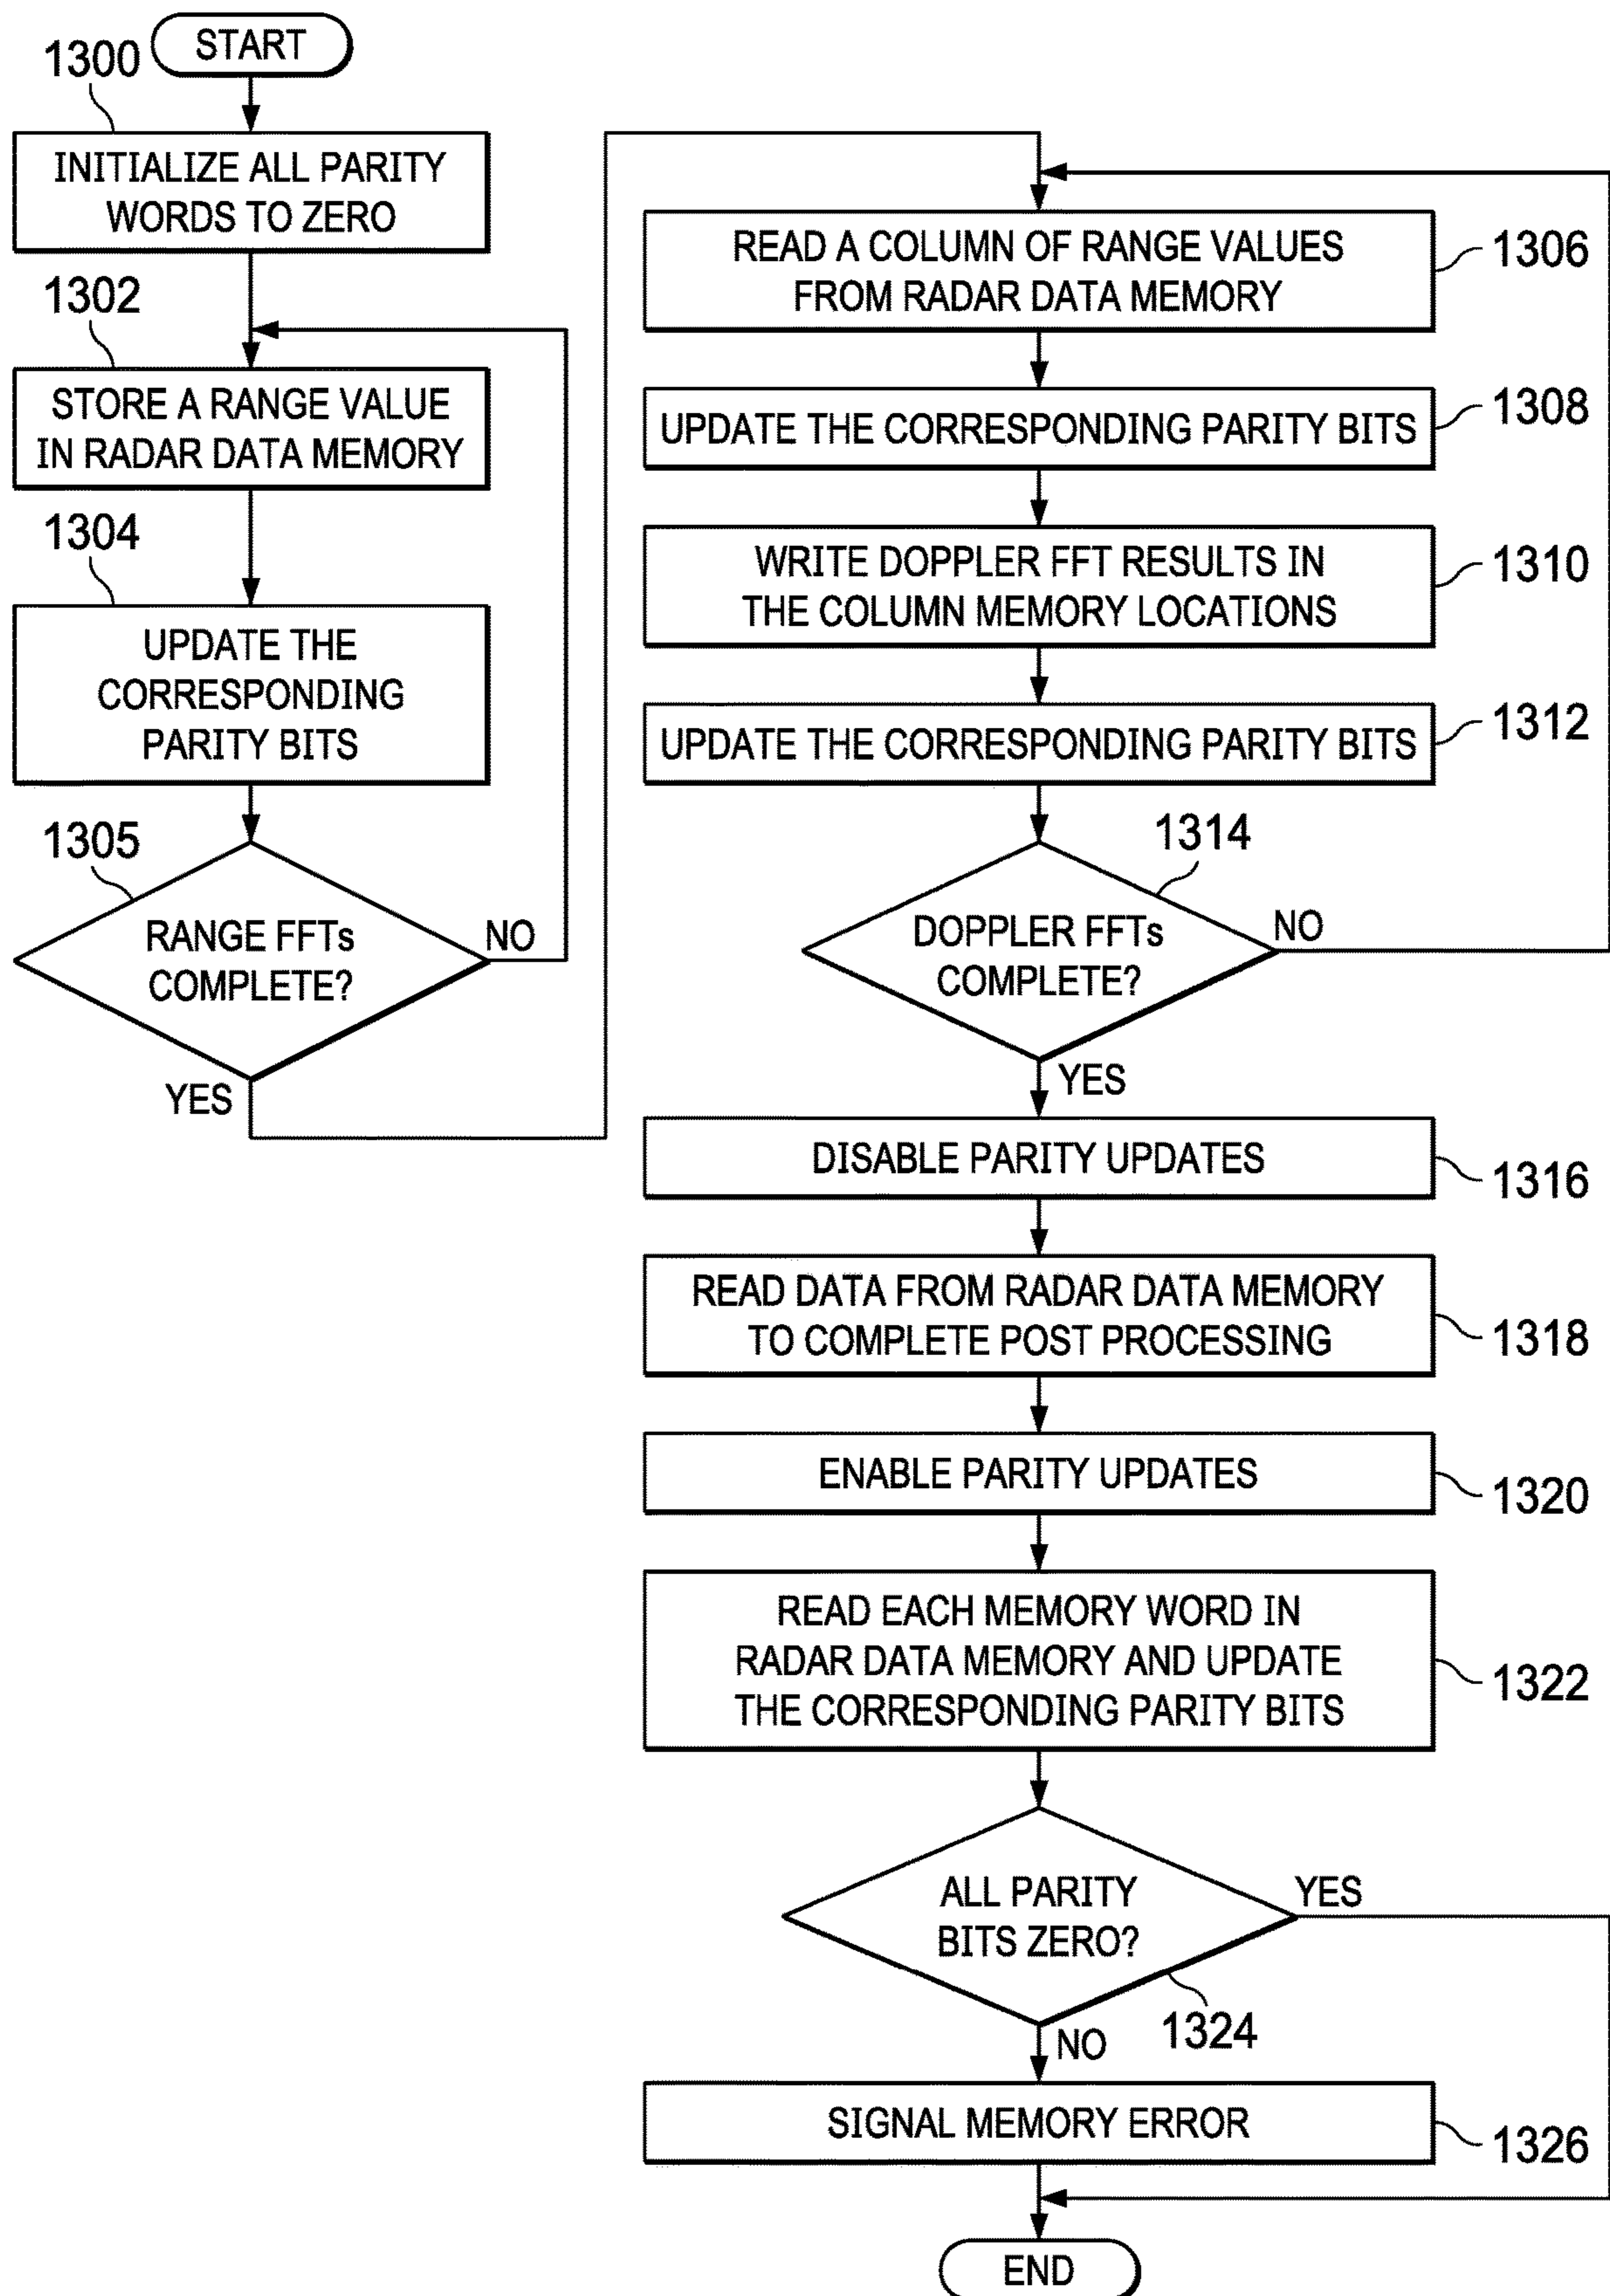 START
1300
INITIALIZE ALL PARITY
WORDS TO ZERO
1302
STORE A RANGE VALUE
IN RADAR DATA MEMORY
1304
UPDATE THE
CORRESPONDING
PARITY BITS
1305
RANGE FFTs
COMPLETE?
NO
YES
READ A COLUMN OF RANGE VALUES
FROM RADAR DATA MEMORY
1306
UPDATE THE CORRESPONDING PARITY BITS
1308
WRITE DOPPLER FFT RESULTS IN
THE COLUMN MEMORY LOCATIONS
1310
UPDATE THE CORRESPONDING PARITY BITS
1312
1314
DOPPLER FFTs
COMPLETE?
NO
YES
DISABLE PARITY UPDATES
1316
READ DATA FROM RADAR DATA MEMORY
TO COMPLETE POST PROCESSING
1318
ENABLE PARITY UPDATES
1320
READ EACH MEMORY WORD IN
RADAR DATA MEMORY AND UPDATE
THE CORRESPONDING PARITY BITS
1322
ALL PARITY
BITS ZERO?
YES
1324
NO
SIGNAL MEMORY ERROR
1326
END